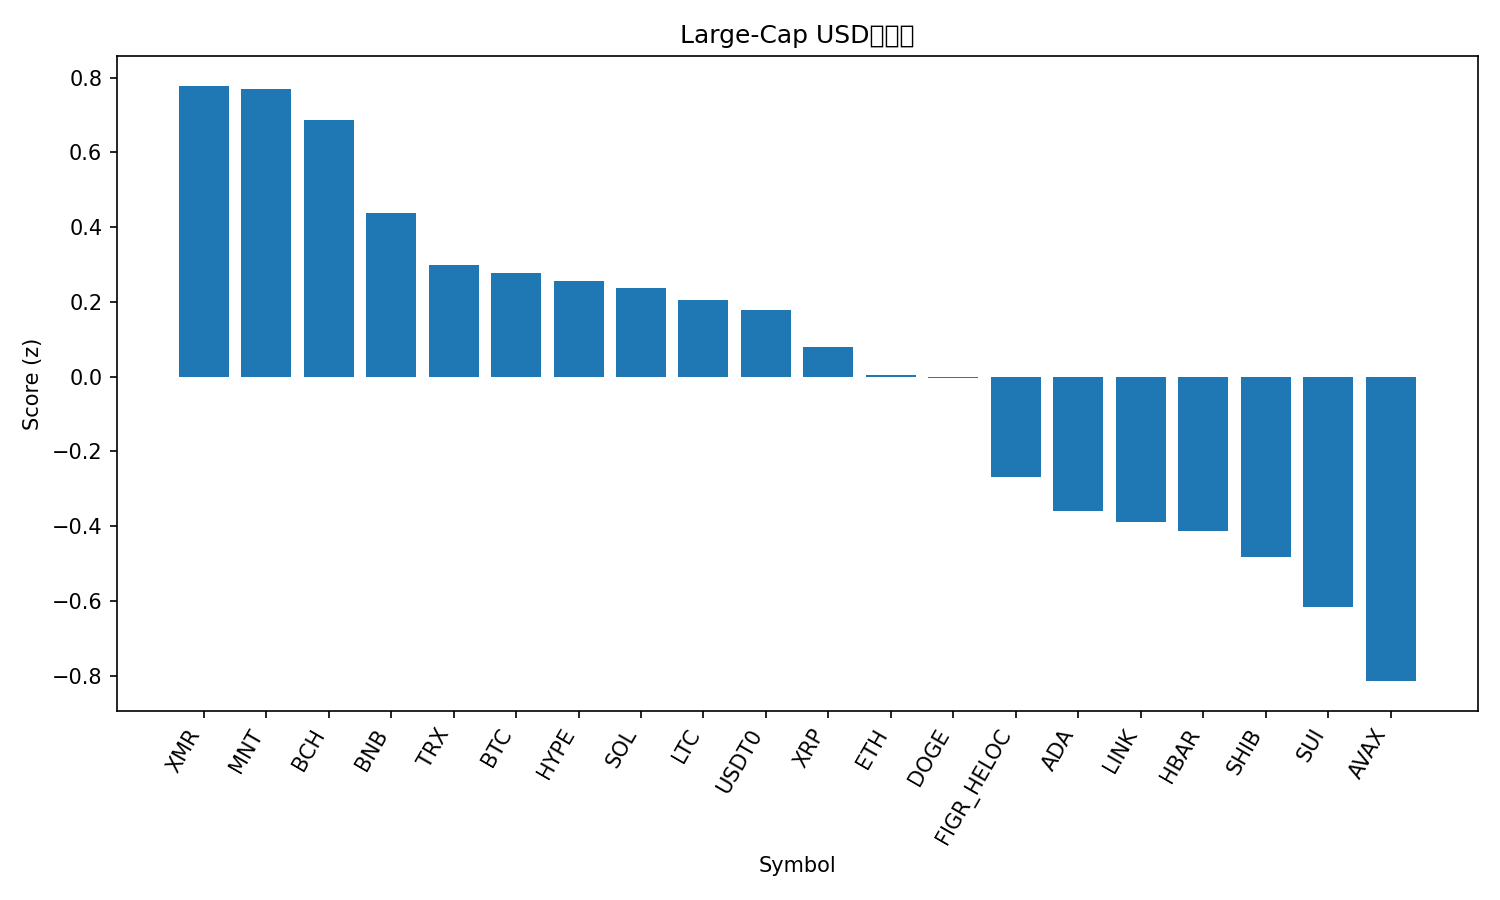 Large-Cap USD
0.8
0.6
0.4
0.2
0.0
−0.2
−0.4
−0.6
−0.8
Score (z)
XMR
MNT
BCH
BNB
TRX
BTC
HYPE
SOL
LTC
USDT0
XRP
ETH
DOGE
FIGR_HELOC
ADA
LINK
HBAR
SHIB
SUI
AVAX
Symbol